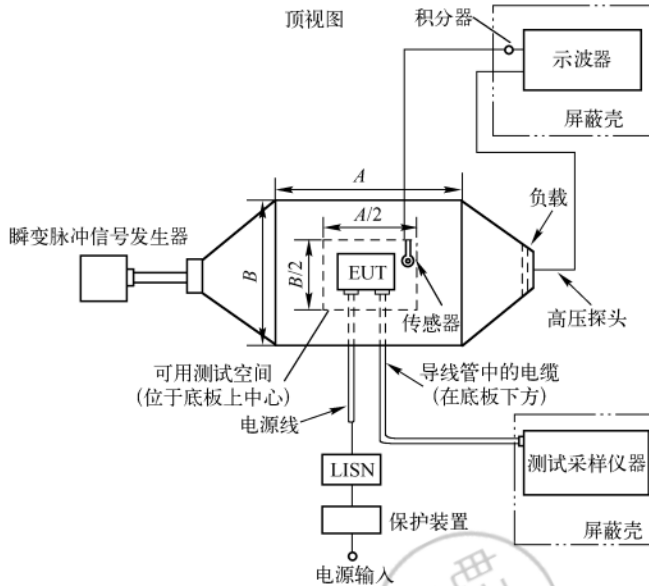 顶视图
积分器
示波器
屏蔽壳
A
负载
A/2
瞬变脉冲信号发生器
B
B/2
EUT
传感器
高压探头
可用测试空间
(位于底板上中心)
导线管中的电缆
(在底板下方)
电源线
LISN
测试采样仪器
保护装置
屏蔽壳
电源输入